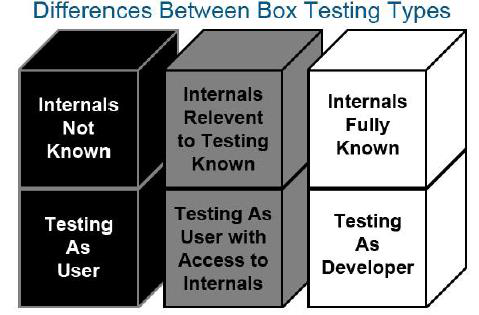 Differences Between Box Testing Types
Internals
Not
Known
Internals
Relevent
to Testing
Known
Internals
Fully
Known
Testing
As
User
Testing As
User with
Access to
Internals
Testing
As
Developer